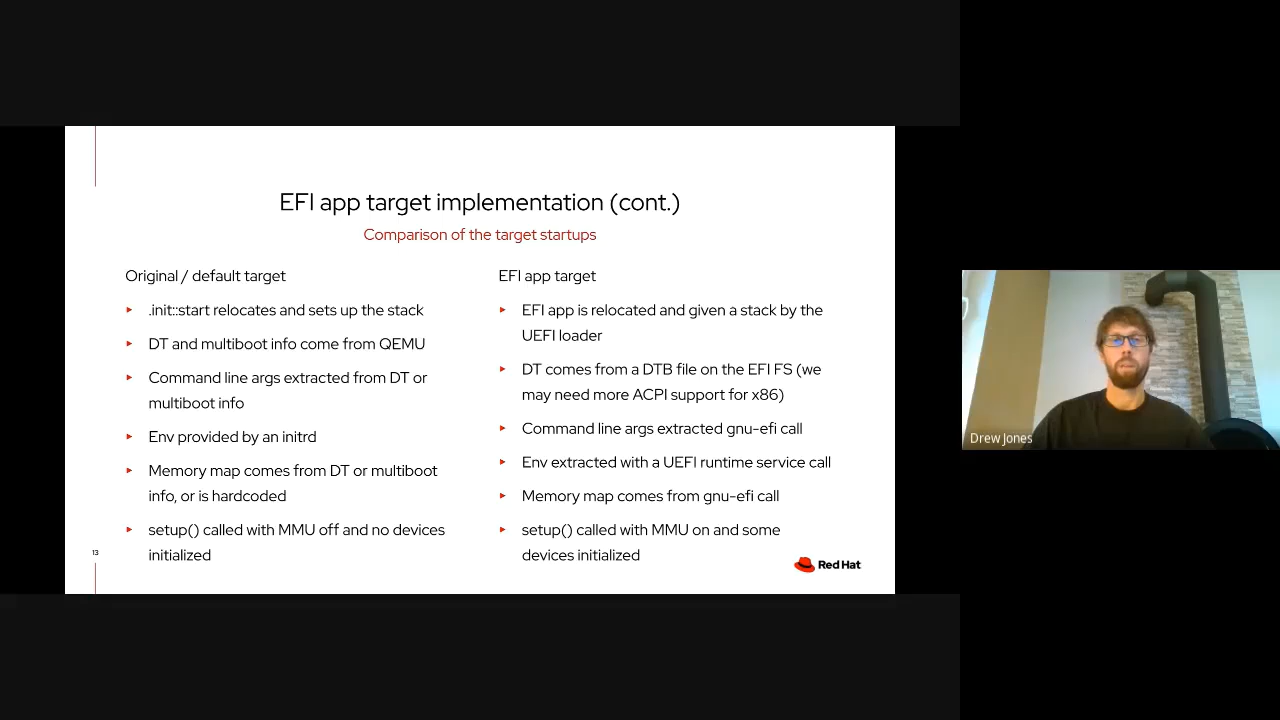 EFI app target implementation (cont.)
Comparison of the target startups
Original / default target
.init::start relocates and sets up the stack
DT and multiboot info come from QEMU
Command line args extracted from DT or
multiboot info
Env provided by an initrd
Memory map comes from DT or multiboot
info, or is hardcoded
setup() called with MMU off and no devices
initialized
EFI app target
EFI app is relocated and given a stack by the
UEFI loader
DT comes from a DTB file on the EFI FS (we
may need more ACPI support for x86)
Command line args extracted gnu-efi call
Env extracted with a UEFI runtime service call
Memory map comes from gnu-efi call
setup() called with MMU on and some
devices initialized
13
Red Hat
Drew Jones